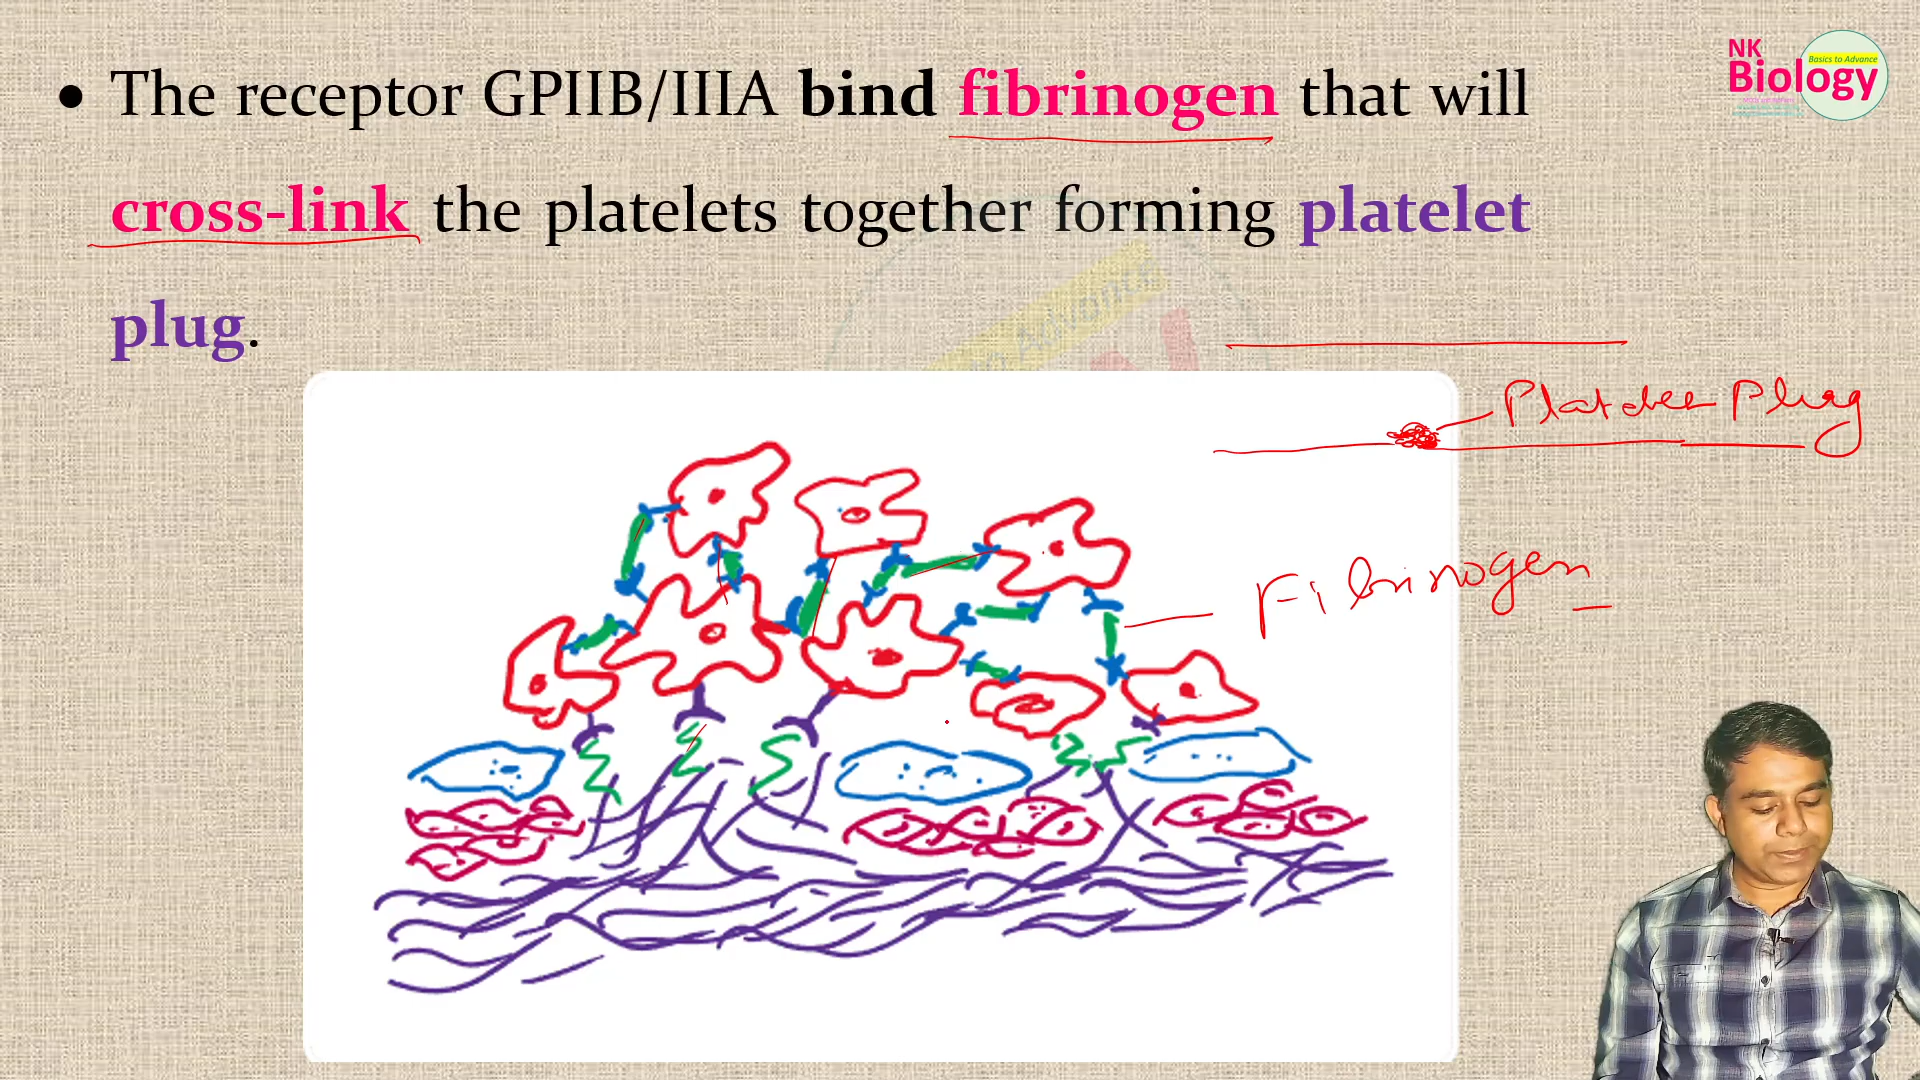 • The receptor GPIIB/IIIA bind fibrinogen that will
cross-link the platelets together forming platelet
plug.
NK
Biology
Basics to Advance
Platelet Plug
Fibrinogen